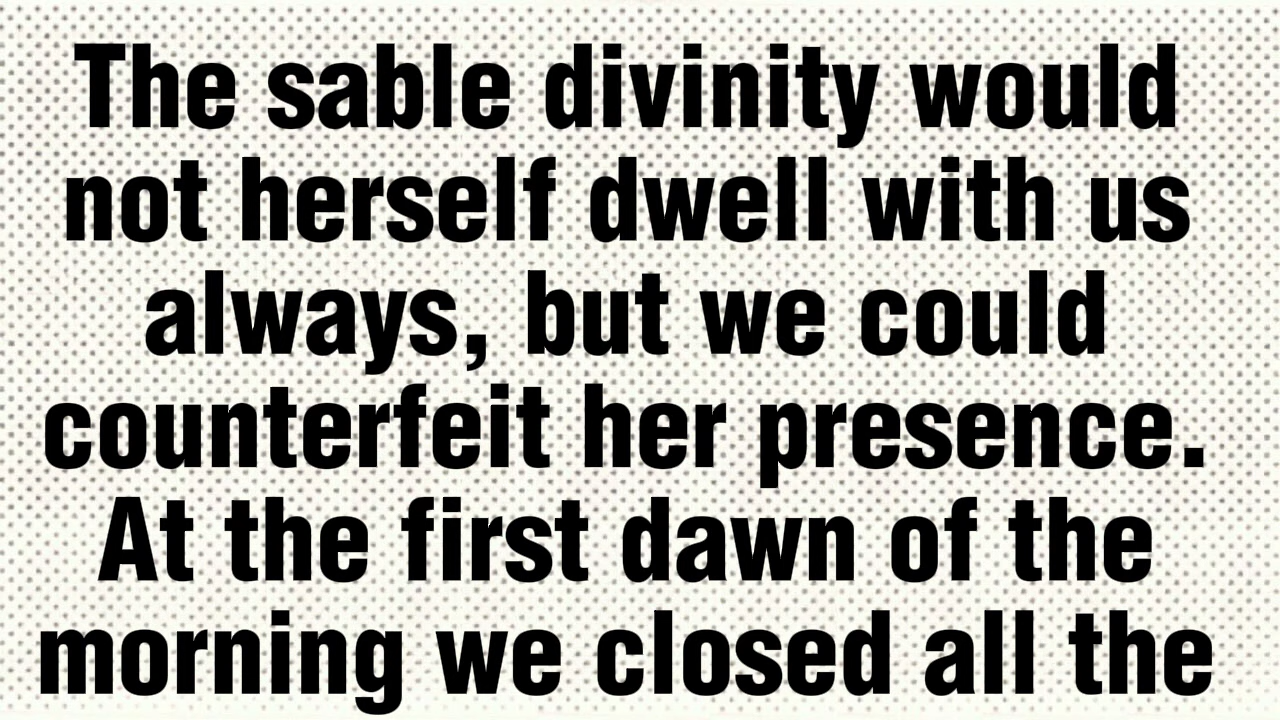 The sable divinity would
not herself dwell with us
always, but we could
counterfeit her presence.
At the first dawn of the
morning we closed all the